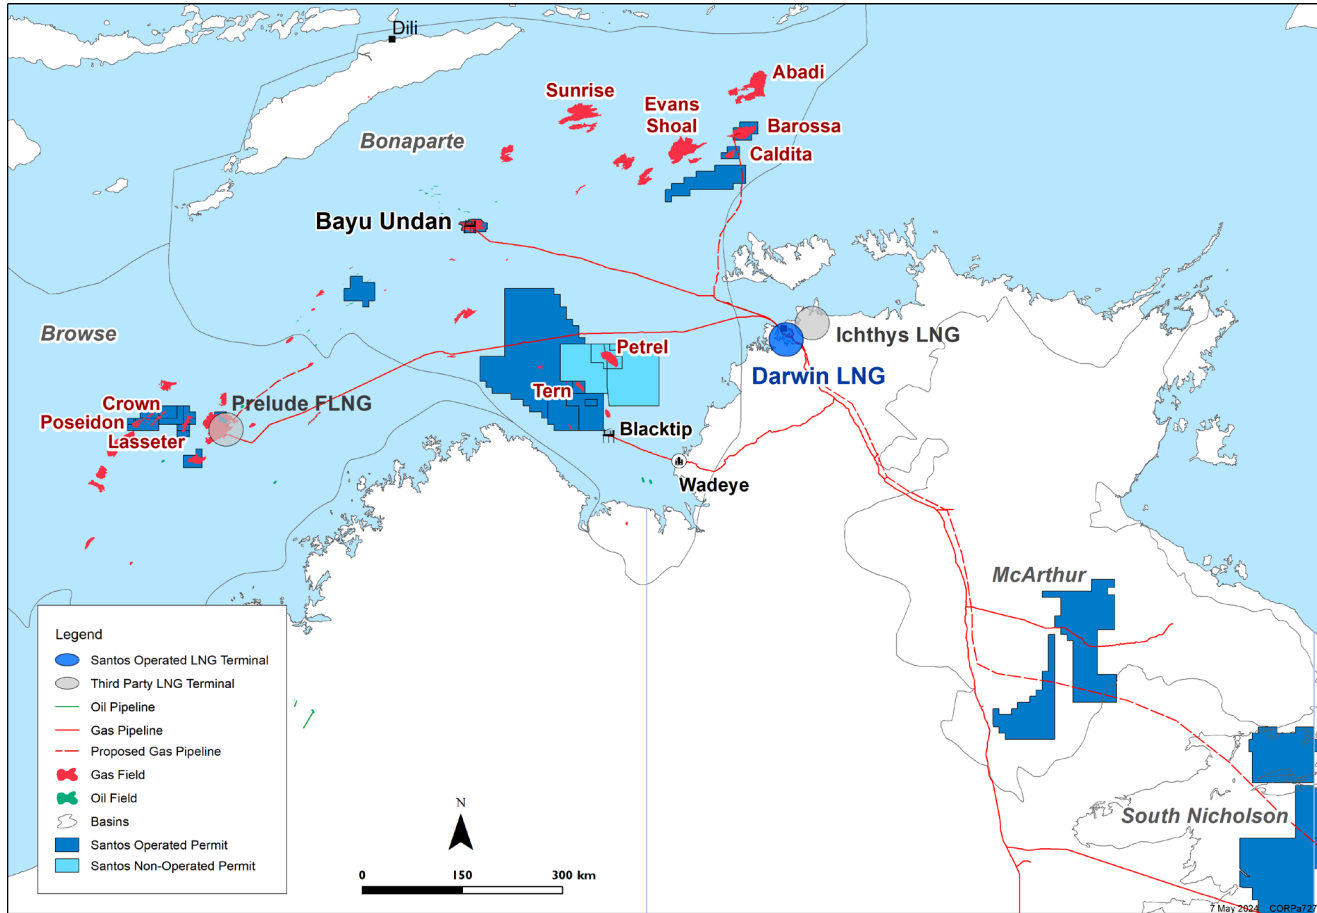 Dili
Abadi
Sunrise
Evans
Shoal
Barossa
Bonaparte
Caldita
Bayu Undan
Browse
Ichthys LNG
Petrel
Darwin LNG
Tern
Crown
Prelude FLNG
Poseidon
Lasseter
Blacktip
Wadeye
McArthur
South Nicholson
Legend
Santos Operated LNG Terminal
Third Party LNG Terminal
Oil Pipeline
Gas Pipeline
Proposed Gas Pipeline
Gas Field
Oil Field
Basins
Santos Operated Permit
Santos Non-Operated Permit
N
0 150 300 km
7 May 2024 CORPa727